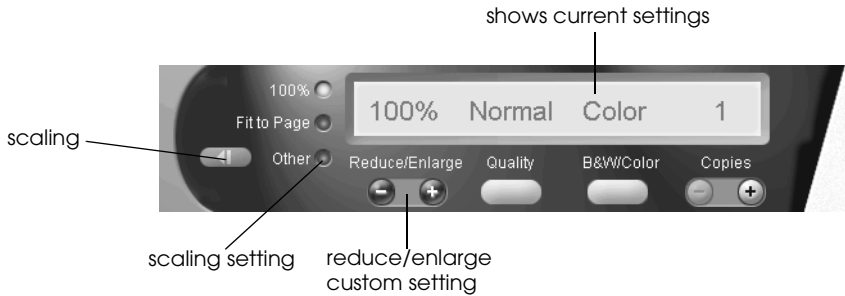 shows current settings
100%
Fit to Page
Other
100% Normal Color 1
scaling
Reduce/Enlarge Quality B&W/Color Copies
scaling setting
reduce/enlarge
custom setting